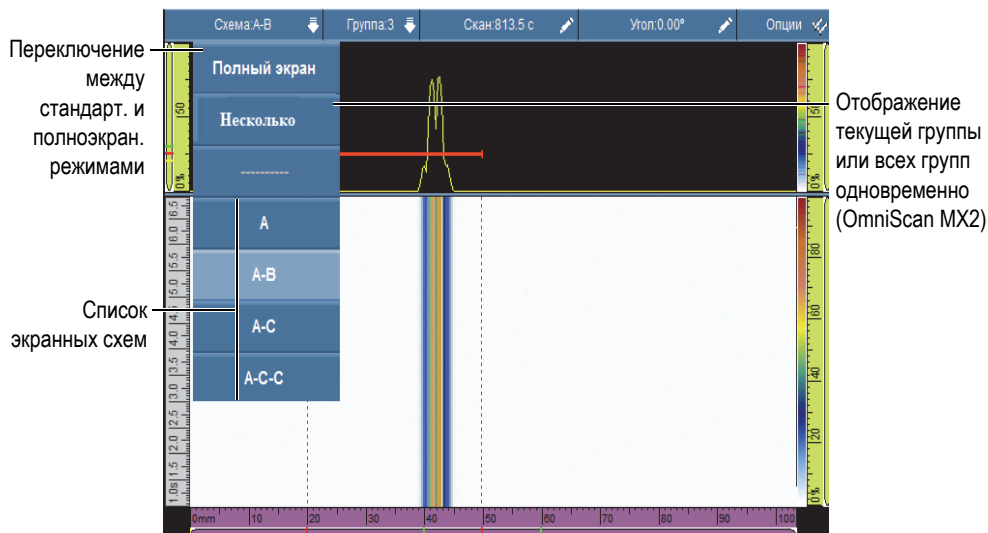 Схема:А-В
Группа:3
Скан:813.5 с
Угол:0.00º
Опции
Переключение
между
стандарт. и
полноэкран.
режимами
Полный экран
Несколько
----------
A
A-B
A-C
A-C-C
Список
экранных схем
Отображение
текущей группы
или всех групп
одновременно
(OmniScan MX2)
50
0%
50
0%
6.5
6.0
5.5
5.0
4.5
4.0
3.5
3.0
2.5
2.0
1.5
1.0s
80
60
40
20
0%
0mm 10 20 30 40 50 60 70 80 90 100